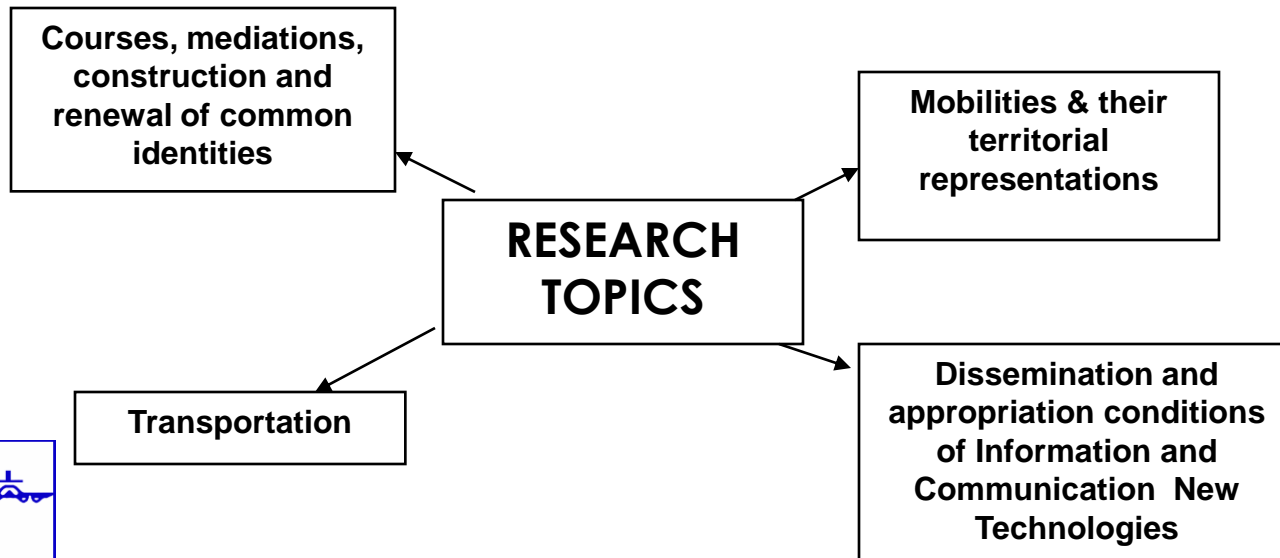 Courses, mediations,
construction and
renewal of common
identities
Mobilities & their
territorial
representations
RESEARCH
TOPICS
Transportation
Dissemination and
appropriation conditions
of Information and
Communication New
Technologies